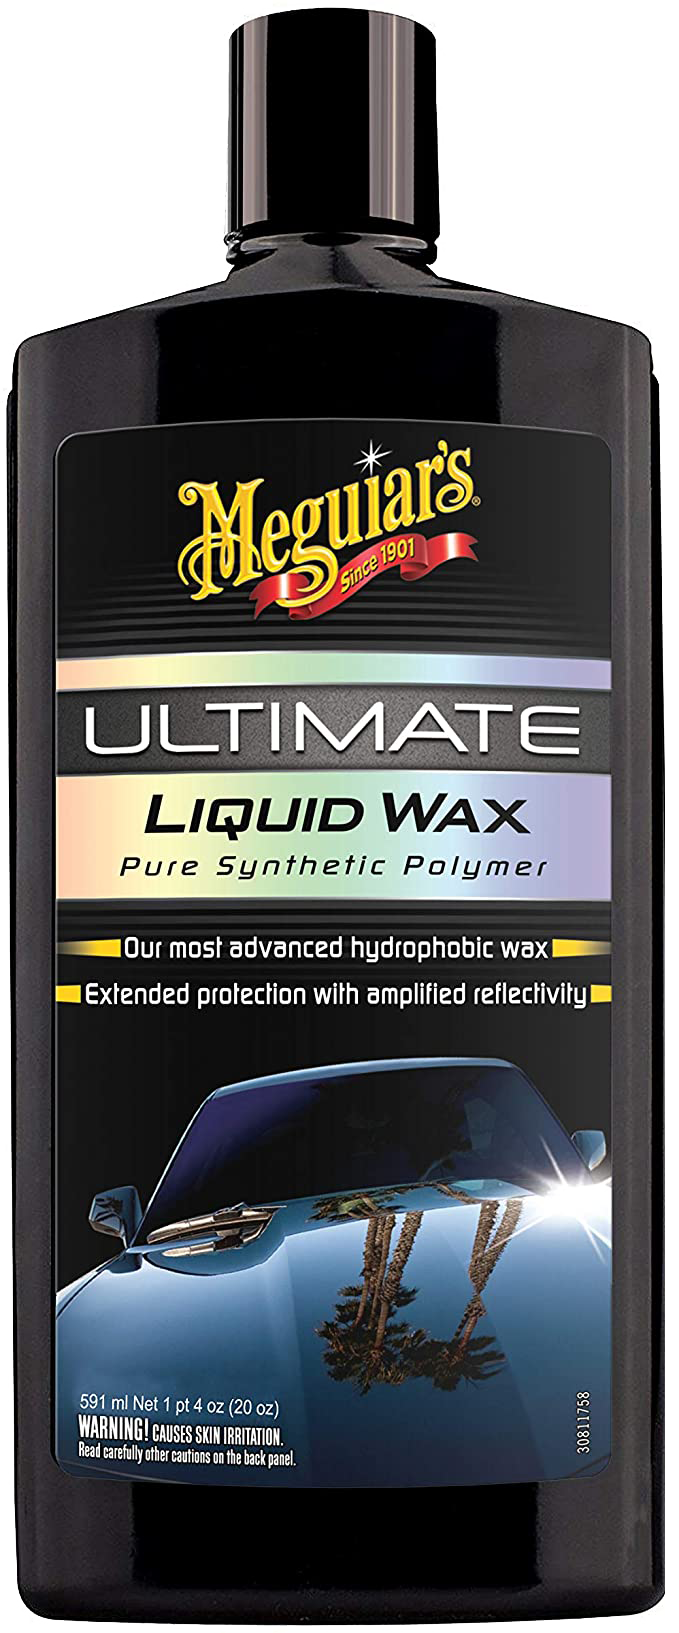 Meguiar's®
Since 1901
ULTIMATE
LIQUID WAX
Pure Synthetic Polymer
Our most advanced hydrophobic wax
Extended protection with amplified reflectivity
591 ml Net 1 pt 4 oz (20 oz)
WARNING! CAUSES SKIN IRRITATION.
Read carefully other cautions on the back panel.
30811758